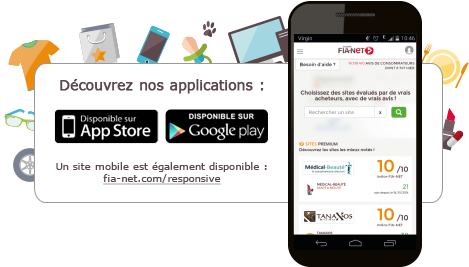 Découvrez nos applications :
Disponible sur
App Store
DISPONIBLE SUR
Google play
Un site mobile est également disponible :
fia-net.com/responsive
Virgin
10:46
FIA-NET
Besoin d'aide ?
AVIS DE CONSOMMATEURS
Choisissez des sites évalués par de vrais
acheteurs, avec de vrais avis !
Rechercher un site
x
SITES PREMIUM
Découvrez les sites les mieux notés !
Médical-Beauté
10/10
Indice FIA-NET
MEDICAL-BEAUTE
21
TANAXOS
10/10
Indice FIA-NET
TANAXOS